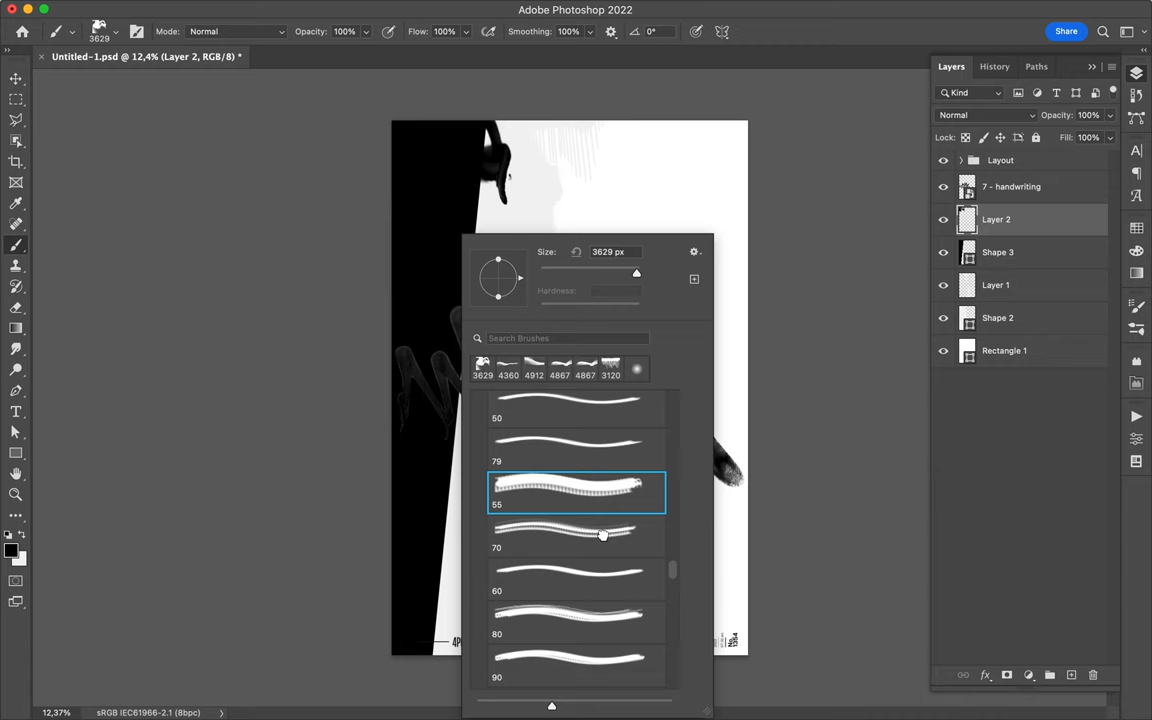 Adobe Photoshop 2022
3629
Mode: Normal
Opacity: 100%
Flow: 100%
Smoothing: 100%
0°
Share
Untitled-1.psd @ 12,4% (Layer 2, RGB/8) *
Layers
History
Paths
Kind
Normal
Opacity: 100%
Lock:
Fill: 100%
Layout
7 - handwriting
Layer 2
Shape 3
Layer 1
Shape 2
Rectangle 1
Size:
3629 px
Hardness:
Search Brushes
3629 4360 4912 4867 4867 3120
50
79
55
70
60
80
90
No. 1354
12,37%
sRGB IEC61966-2.1 (8bpc)